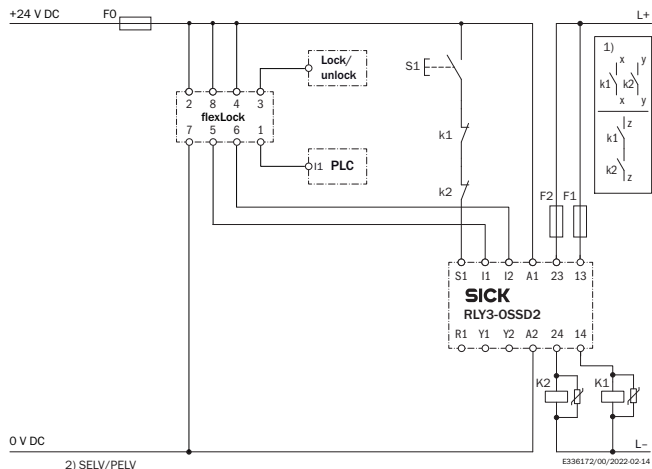 +24 V DC F0 L+
1)
x y
k1 k2
x y
z
k1
k2
z
Lock/
unlock
S1
2 8 4 3
flexLock
7 5 6 1
k1
I1 PLC
k2
F2 F1
S1 I1 I2 A1 23 13
SICK
RLY3-OSSD2
R1 Y1 Y2 A2 24 14
K2 K1
0 V DC L–
2) SELV/PELV
E336172/00/2022-02-14